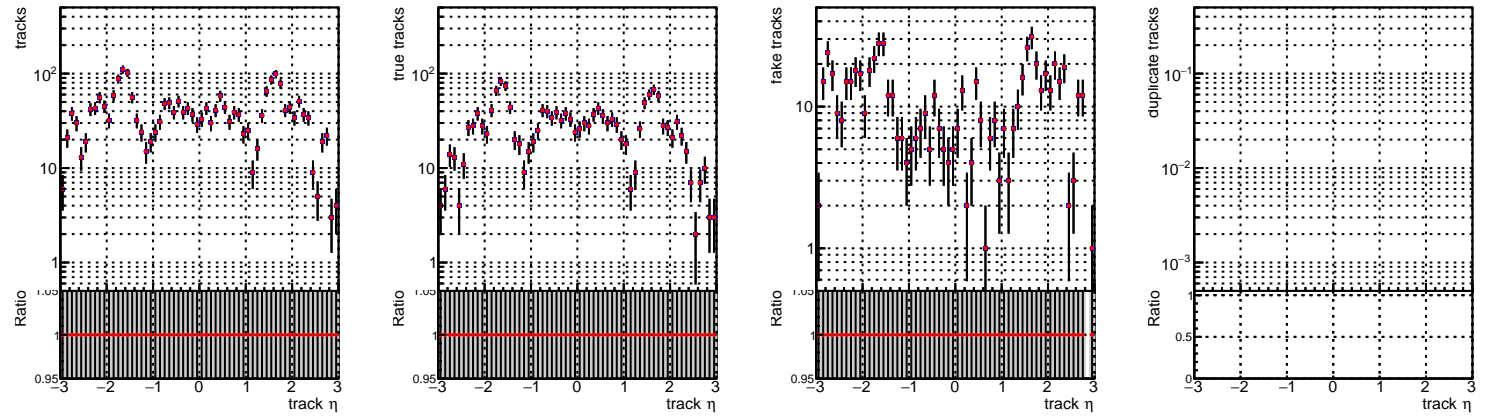 tracks
10²
10
1
Ratio
1.05
1
0.95
−3 −2 −1 0 1 2 3
track η
true tracks
10²
10
1
Ratio
1.05
1
0.95
−3 −2 −1 0 1 2 3
track η
fake tracks
10
1
Ratio
1.05
1
0.95
−3 −2 −1 0 1 2 3
track η
duplicate tracks
10⁻¹
10⁻²
10⁻³
Ratio
1
0.5
0
−3 −2 −1 0 1 2 3
track η